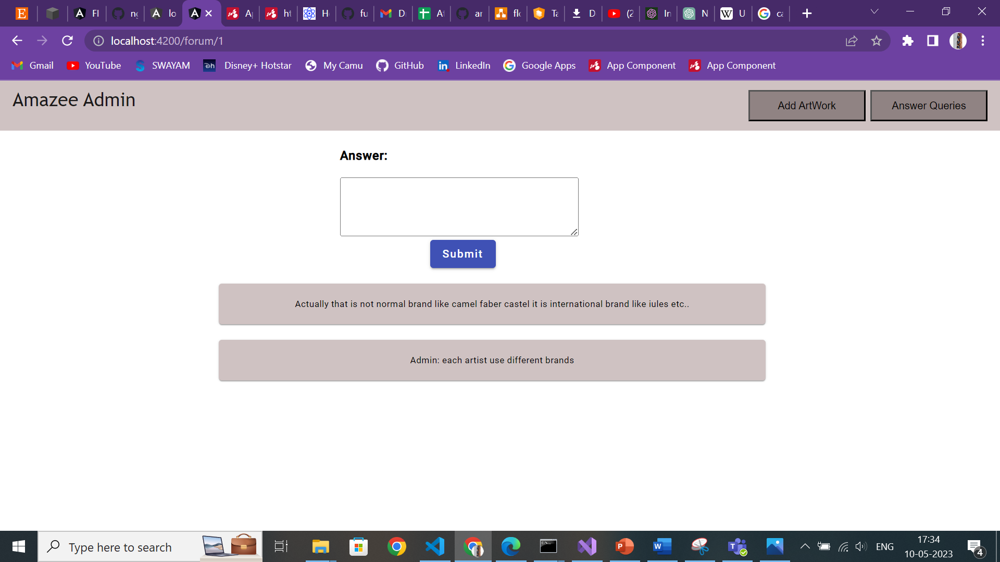 FI
ng
lo
A
ht
H
fu
D
A
ar
flo
Ta
D
(2
In
N
U
ca
localhost:4200/forum/1
Gmail YouTube SWAYAM Disney+ Hotstar My Camu GitHub LinkedIn Google Apps App Component App Component
Amazee Admin
Add ArtWork Answer Queries
Answer:
Submit
Actually that is not normal brand like camel faber castel it is international brand like iules etc..
Admin: each artist use different brands
Type here to search
ENG
17:34
10-05-2023
4